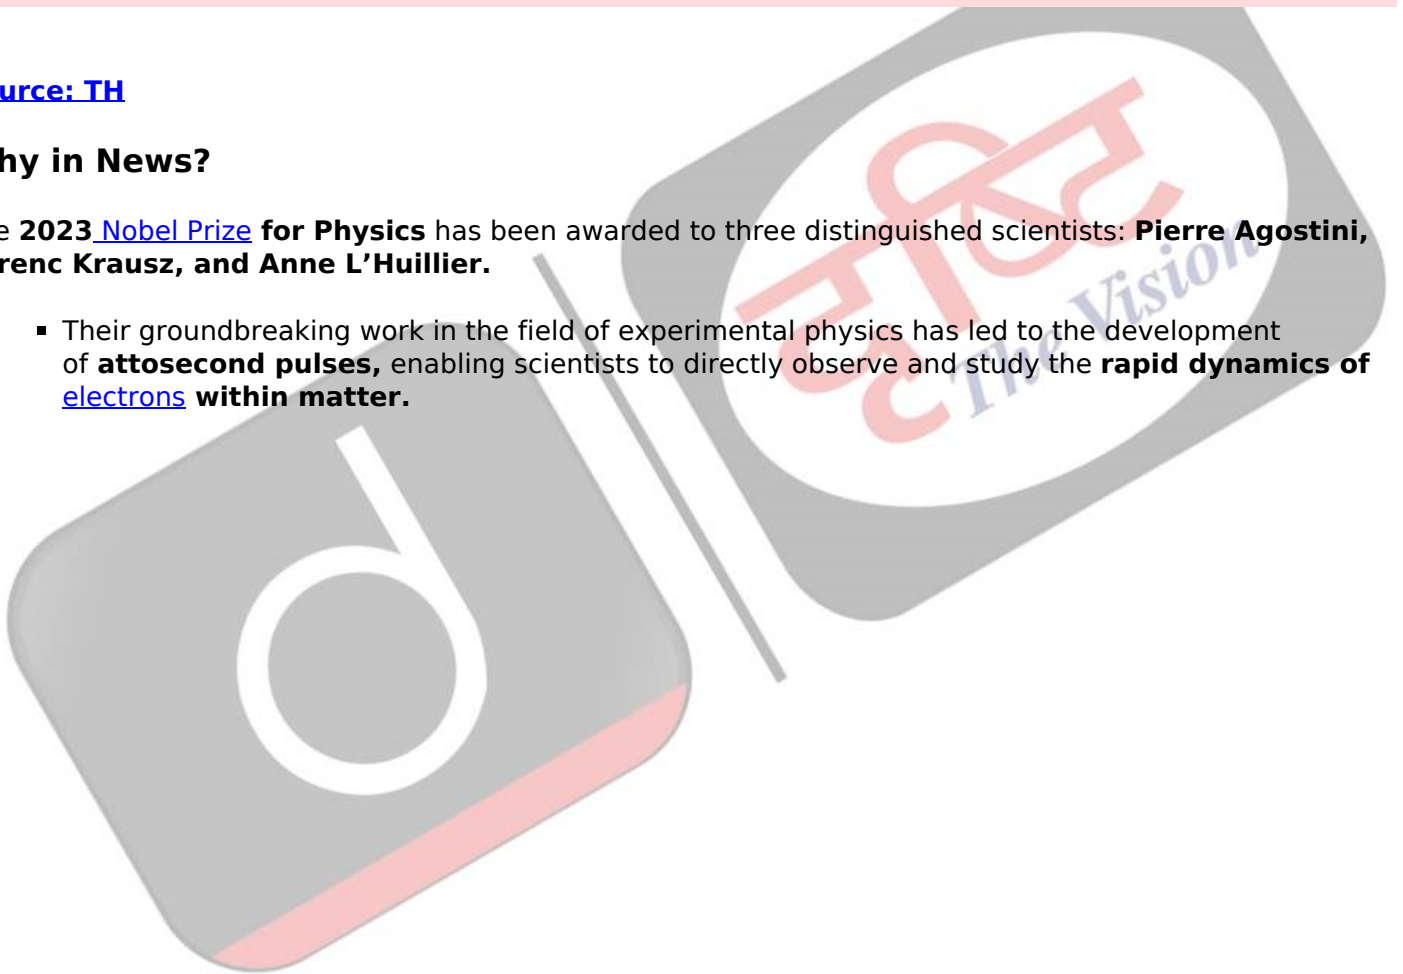 urce: TH
hy in News?
e 2023 Nobel Prize for Physics has been awarded to three distinguished scientists: Pierre Agostini,
renc Krausz, and Anne L’Huillier.
▪ Their groundbreaking work in the field of experimental physics has led to the development
of attosecond pulses, enabling scientists to directly observe and study the rapid dynamics of
electrons within matter.
दृष्टि
The Vision
d